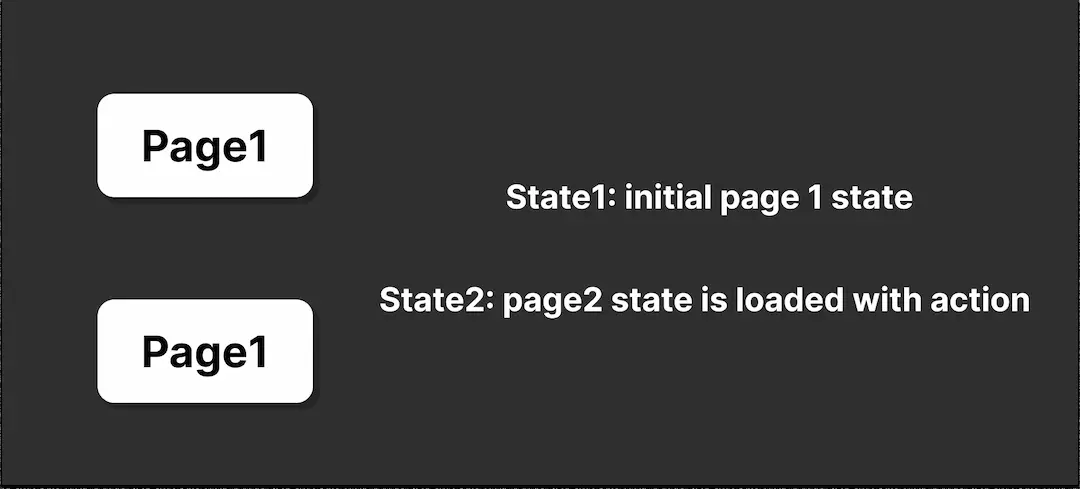 Page1
State1: initial page 1 state
State2: page2 state is loaded with action
Page1